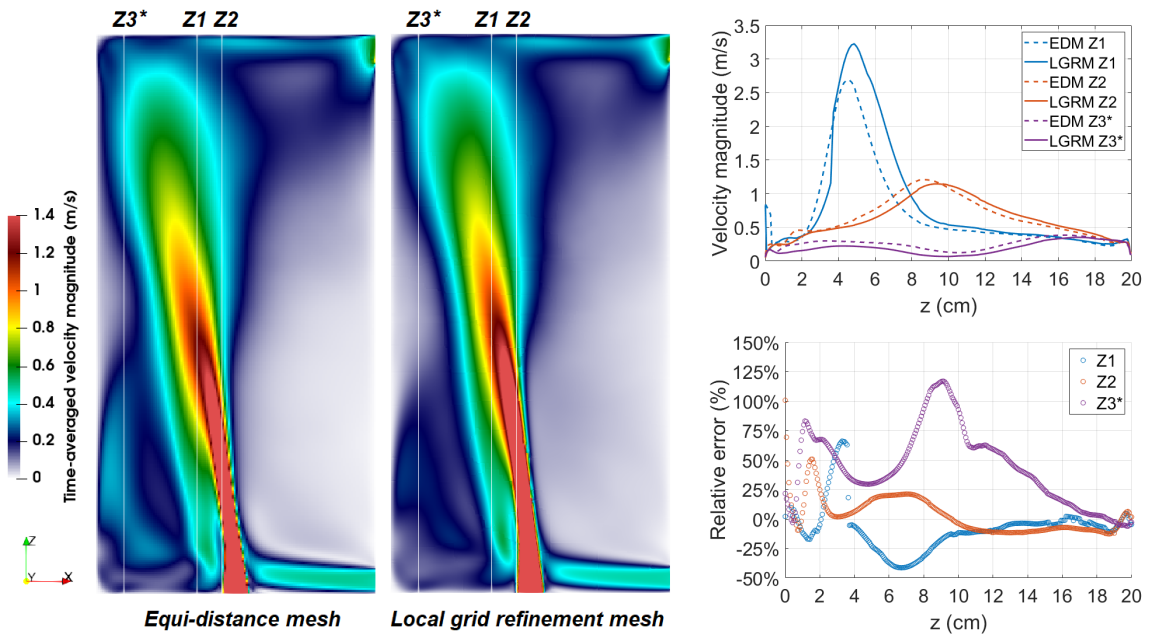 Z3* Z1 Z2
Z3* Z1 Z2
1.4
1.2
1
0.8
0.6
0.4
0.2
0
Time-averaged velocity magnitude (m/s)
Z
Y
X
Equi-distance mesh
Local grid refinement mesh
3.5
3
2.5
2
1.5
1
0.5
0
Velocity magnitude (m/s)
EDM Z1
LGRM Z1
EDM Z2
LGRM Z2
EDM Z3*
LGRM Z3*
0 2 4 6 8 10 12 14 16 18 20
z (cm)
150%
125%
100%
75%
50%
25%
0%
-25%
-50%
Relative error (%)
Z1
Z2
Z3*
0 2 4 6 8 10 12 14 16 18 20
z (cm)